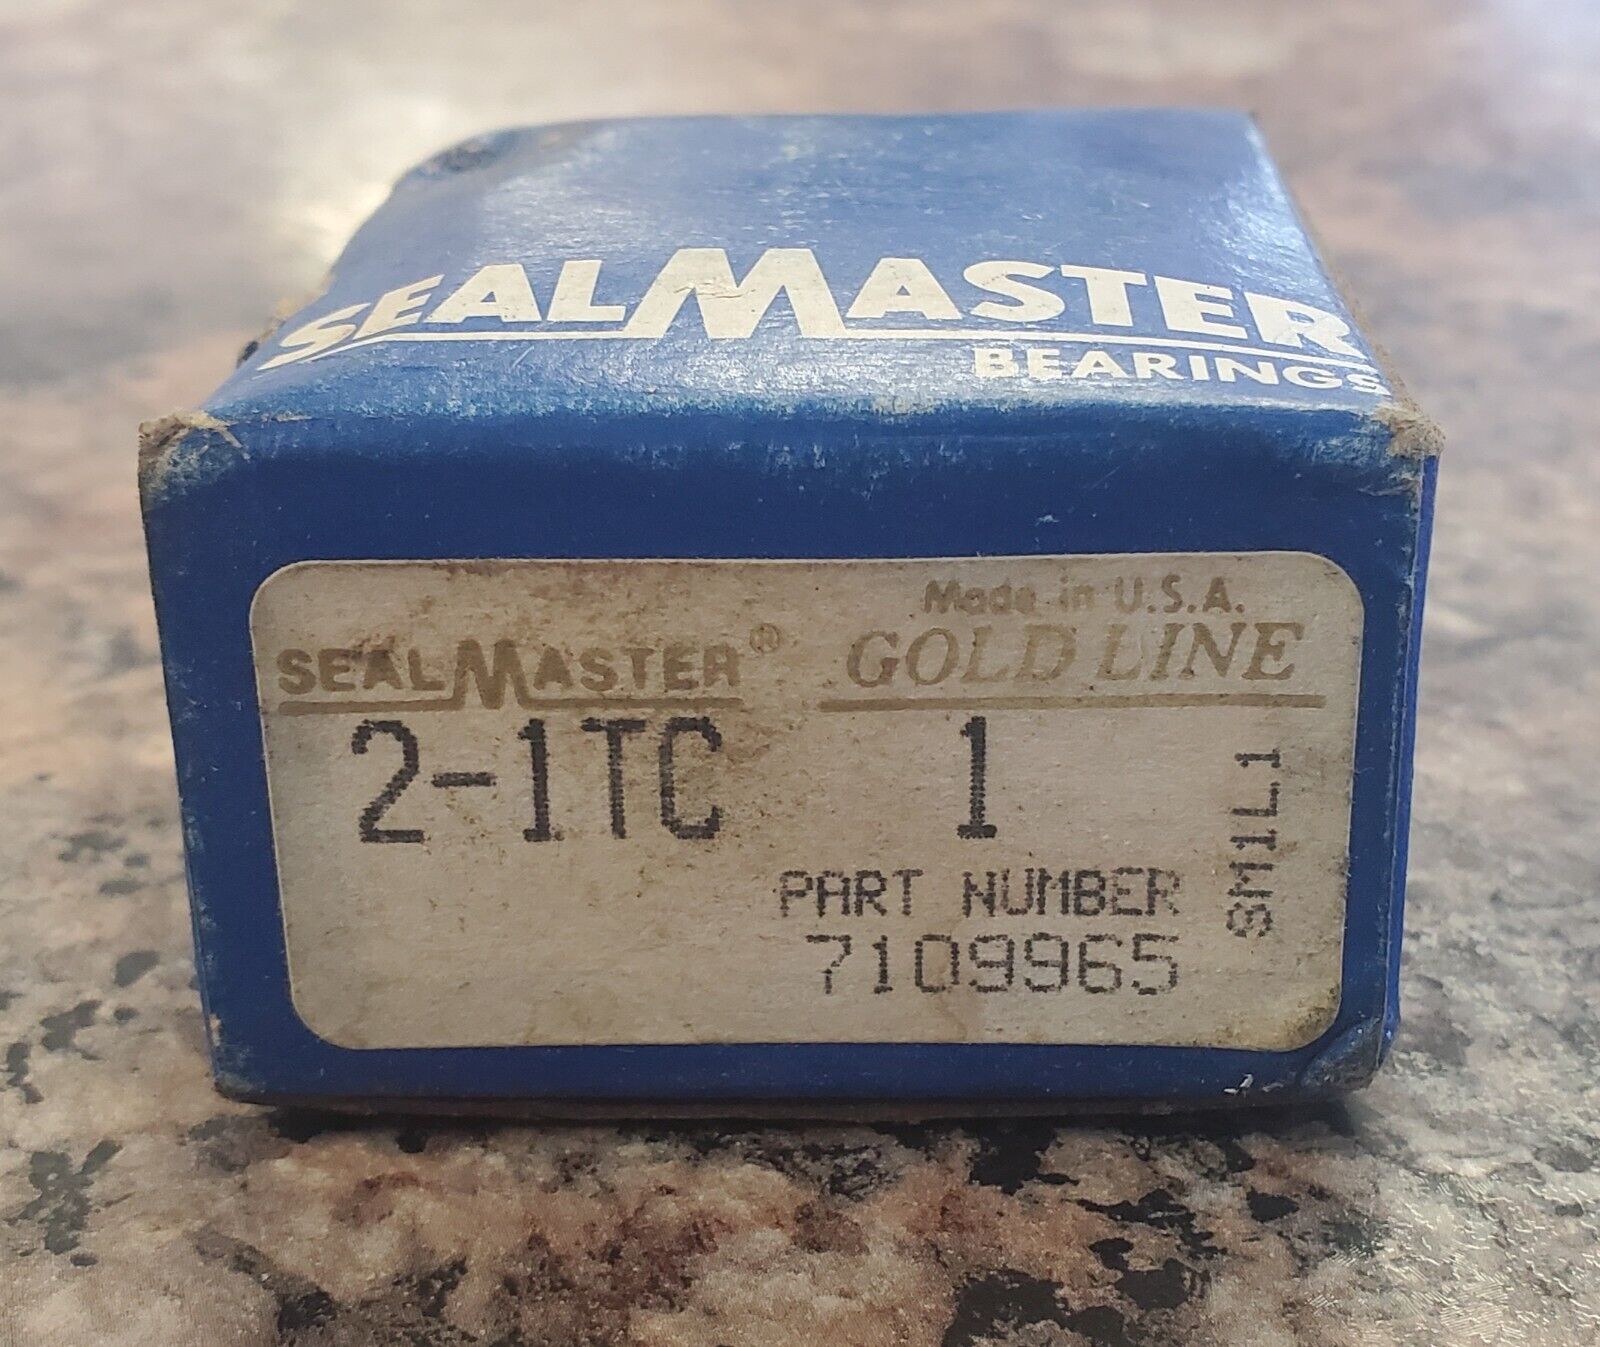 SEALMASTER
BEARINGS
Made in U.S.A.
SEALMASTER® GOLD LINE
2-1TC 1
PART NUMBER
7109965
SM1L1